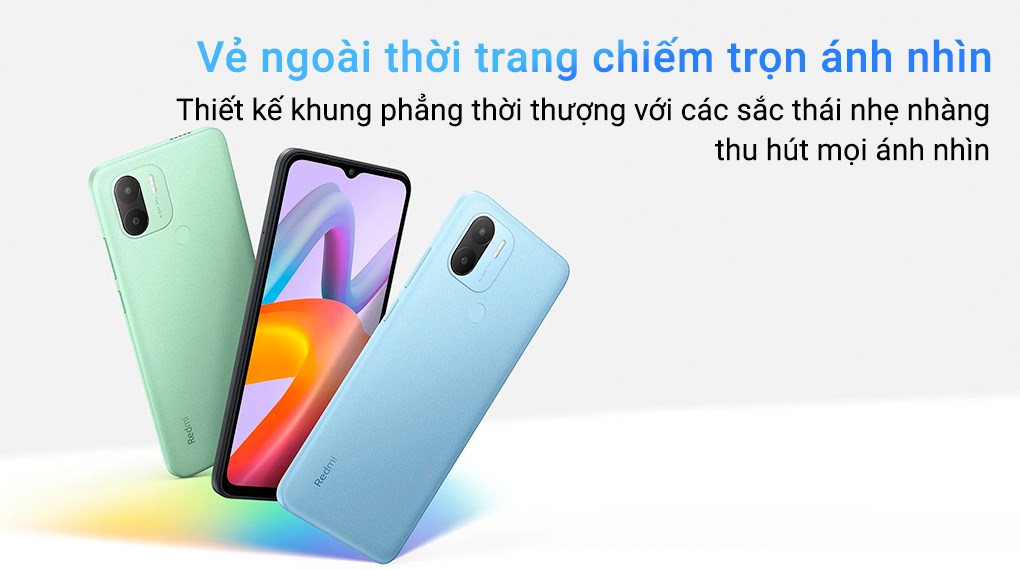 Vẻ ngoài thời trang chiếm trọn ánh nhìn
Thiết kế khung phẳng thời thượng với các sắc thái nhẹ nhàng
thu hút mọi ánh nhìn
Redmi
Redmi